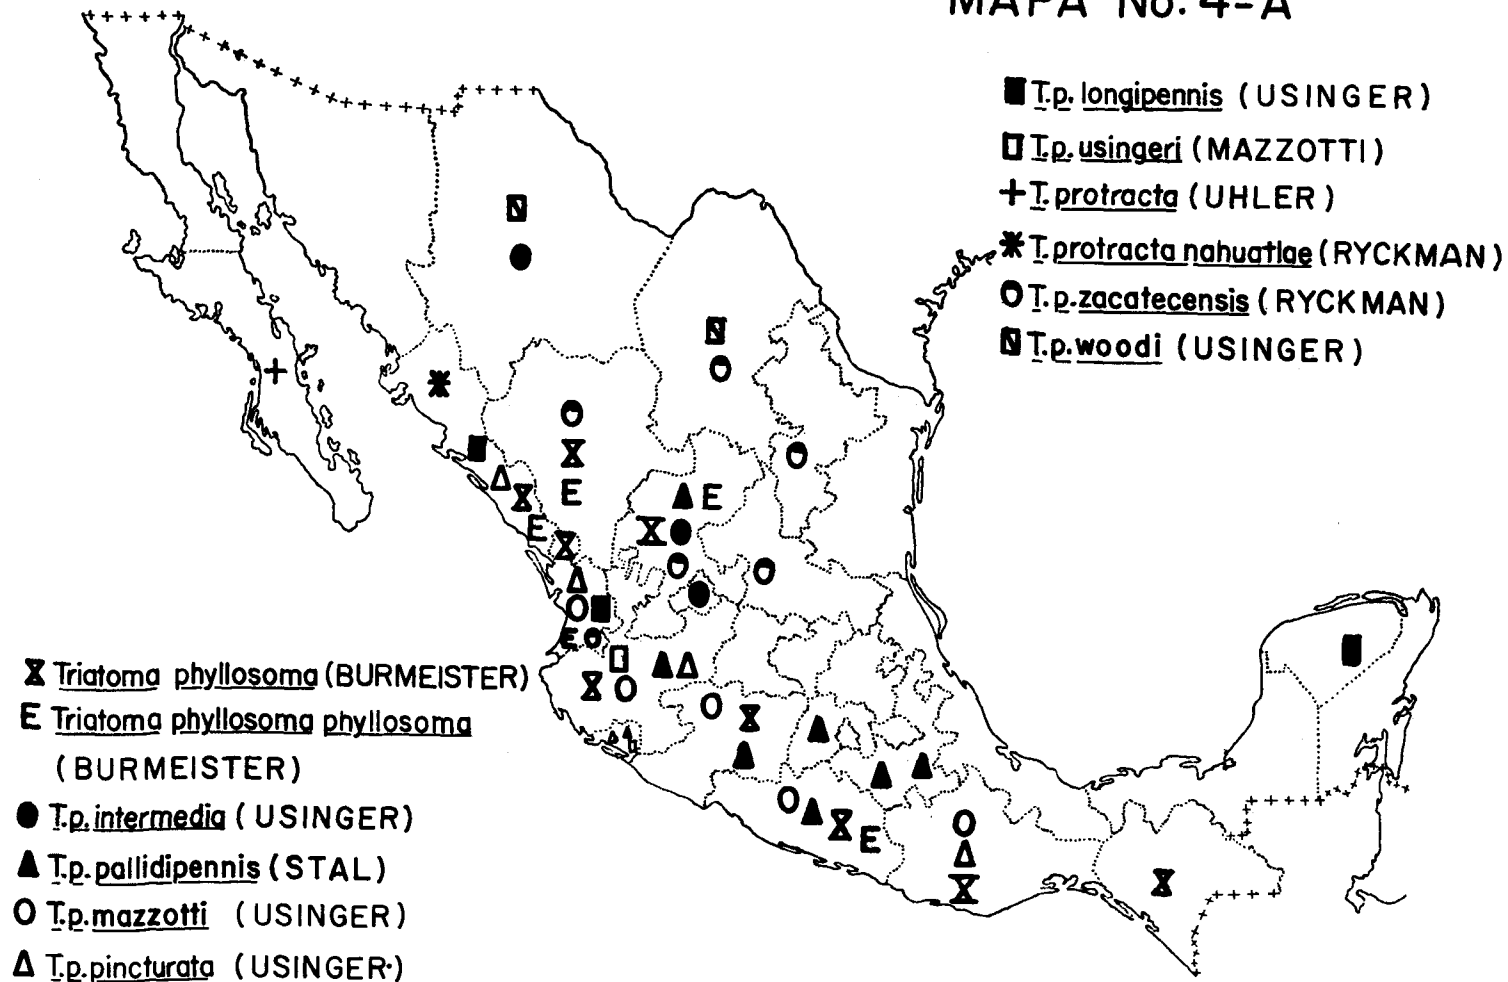 MAPA No. 4-A
T.p. longipennis (USINGER)
T.p. usingeri (MAZZOTTI)
T. protracta (UHLER)
T. protracta nahuatlae (RYCKMAN)
T.p. zacatecensis (RYCKMAN)
T.p. woodi (USINGER)
Triatoma phyllosoma (BURMEISTER)
E Triatoma phyllosoma phyllosoma
(BURMEISTER)
T.p. intermedia (USINGER)
T.p. pallidipennis (STAL)
T.p. mazzotti (USINGER)
T.p. pincturata (USINGER)
E
E
E
E
E